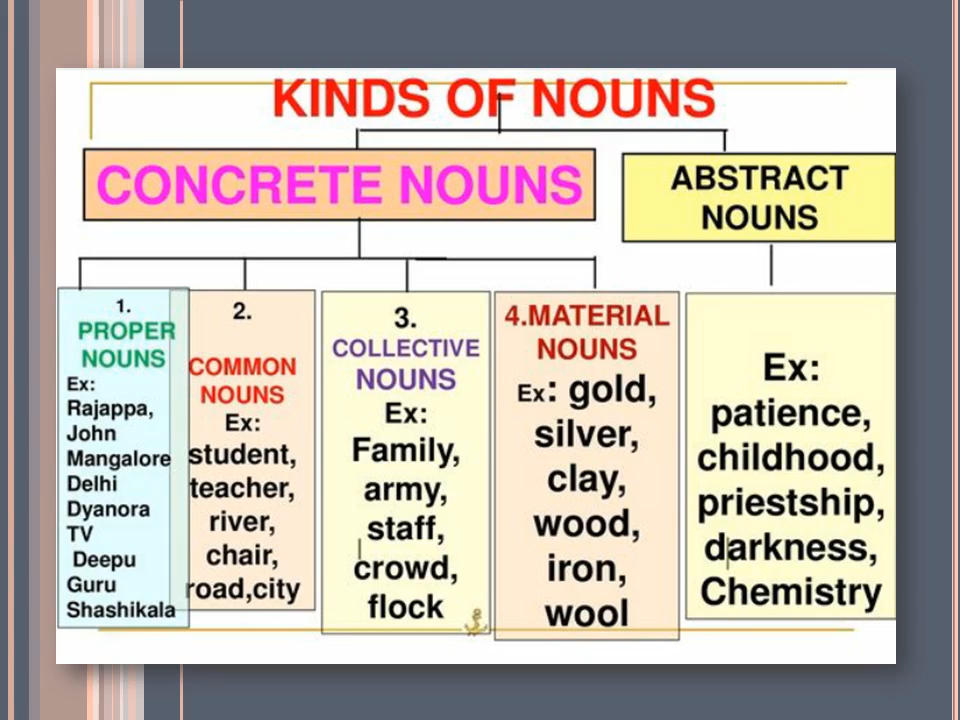 KINDS OF NOUNS
CONCRETE NOUNS
ABSTRACT
NOUNS
1.
PROPER
NOUNS
Ex:
Rajappa,
John
Mangalore
Delhi
Dyanora
TV
Deepu
Guru
Shashikala
2.
COMMON
NOUNS
Ex:
student,
teacher,
river,
chair,
road,city
3.
COLLECTIVE
NOUNS
Ex:
Family,
army,
staff,
crowd,
flock
4.MATERIAL
NOUNS
Ex: gold,
silver,
clay,
wood,
iron,
wool
Ex:
patience,
childhood,
priestship,
darkness,
Chemistry